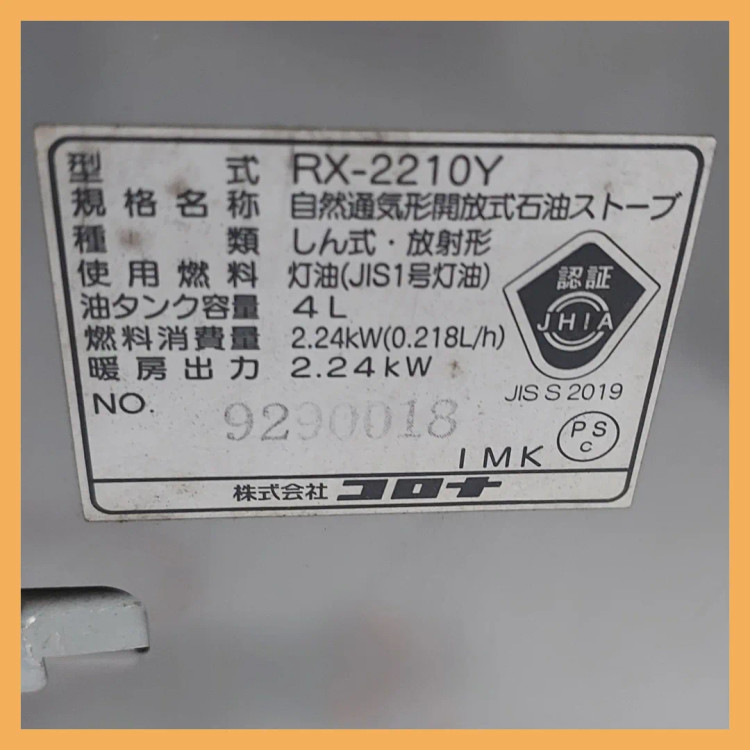 型式 RX-2210Y
規格名称 自然通気形開放式石油ストーブ
種類 しん式・放射形
使用燃料 灯油(JIS1号灯油)
油タンク容量 4L
燃料消費量 2.24kW(0.218L/h)
暖房出力 2.24kW
認証
JHIA
JIS S 2019
NO. 9290018
IMK
PS
C
株式会社 コロナ